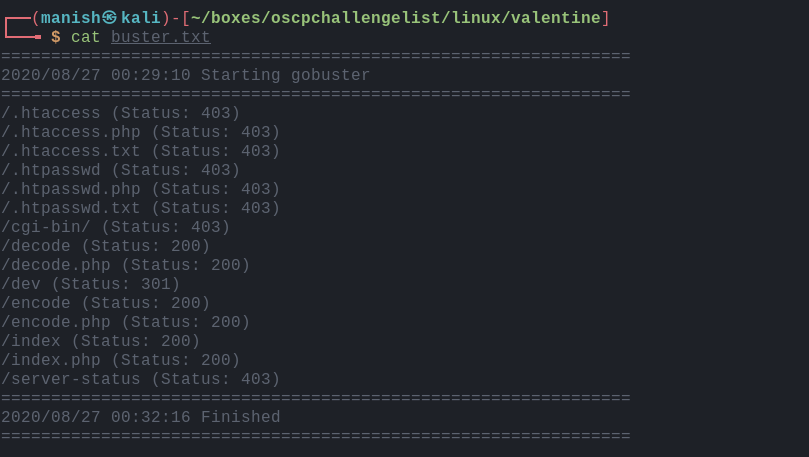 ┌──(manish㉿kali)-[~/boxes/oscpchallengelist/linux/valentine]
└─╼ $ cat buster.txt
===============================================================
2020/08/27 00:29:10 Starting gobuster
===============================================================
/.htaccess (Status: 403)
/.htaccess.php (Status: 403)
/.htaccess.txt (Status: 403)
/.htpasswd (Status: 403)
/.htpasswd.php (Status: 403)
/.htpasswd.txt (Status: 403)
/cgi-bin/ (Status: 403)
/decode (Status: 200)
/decode.php (Status: 200)
/dev (Status: 301)
/encode (Status: 200)
/encode.php (Status: 200)
/index (Status: 200)
/index.php (Status: 200)
/server-status (Status: 403)
===============================================================
2020/08/27 00:32:16 Finished
===============================================================